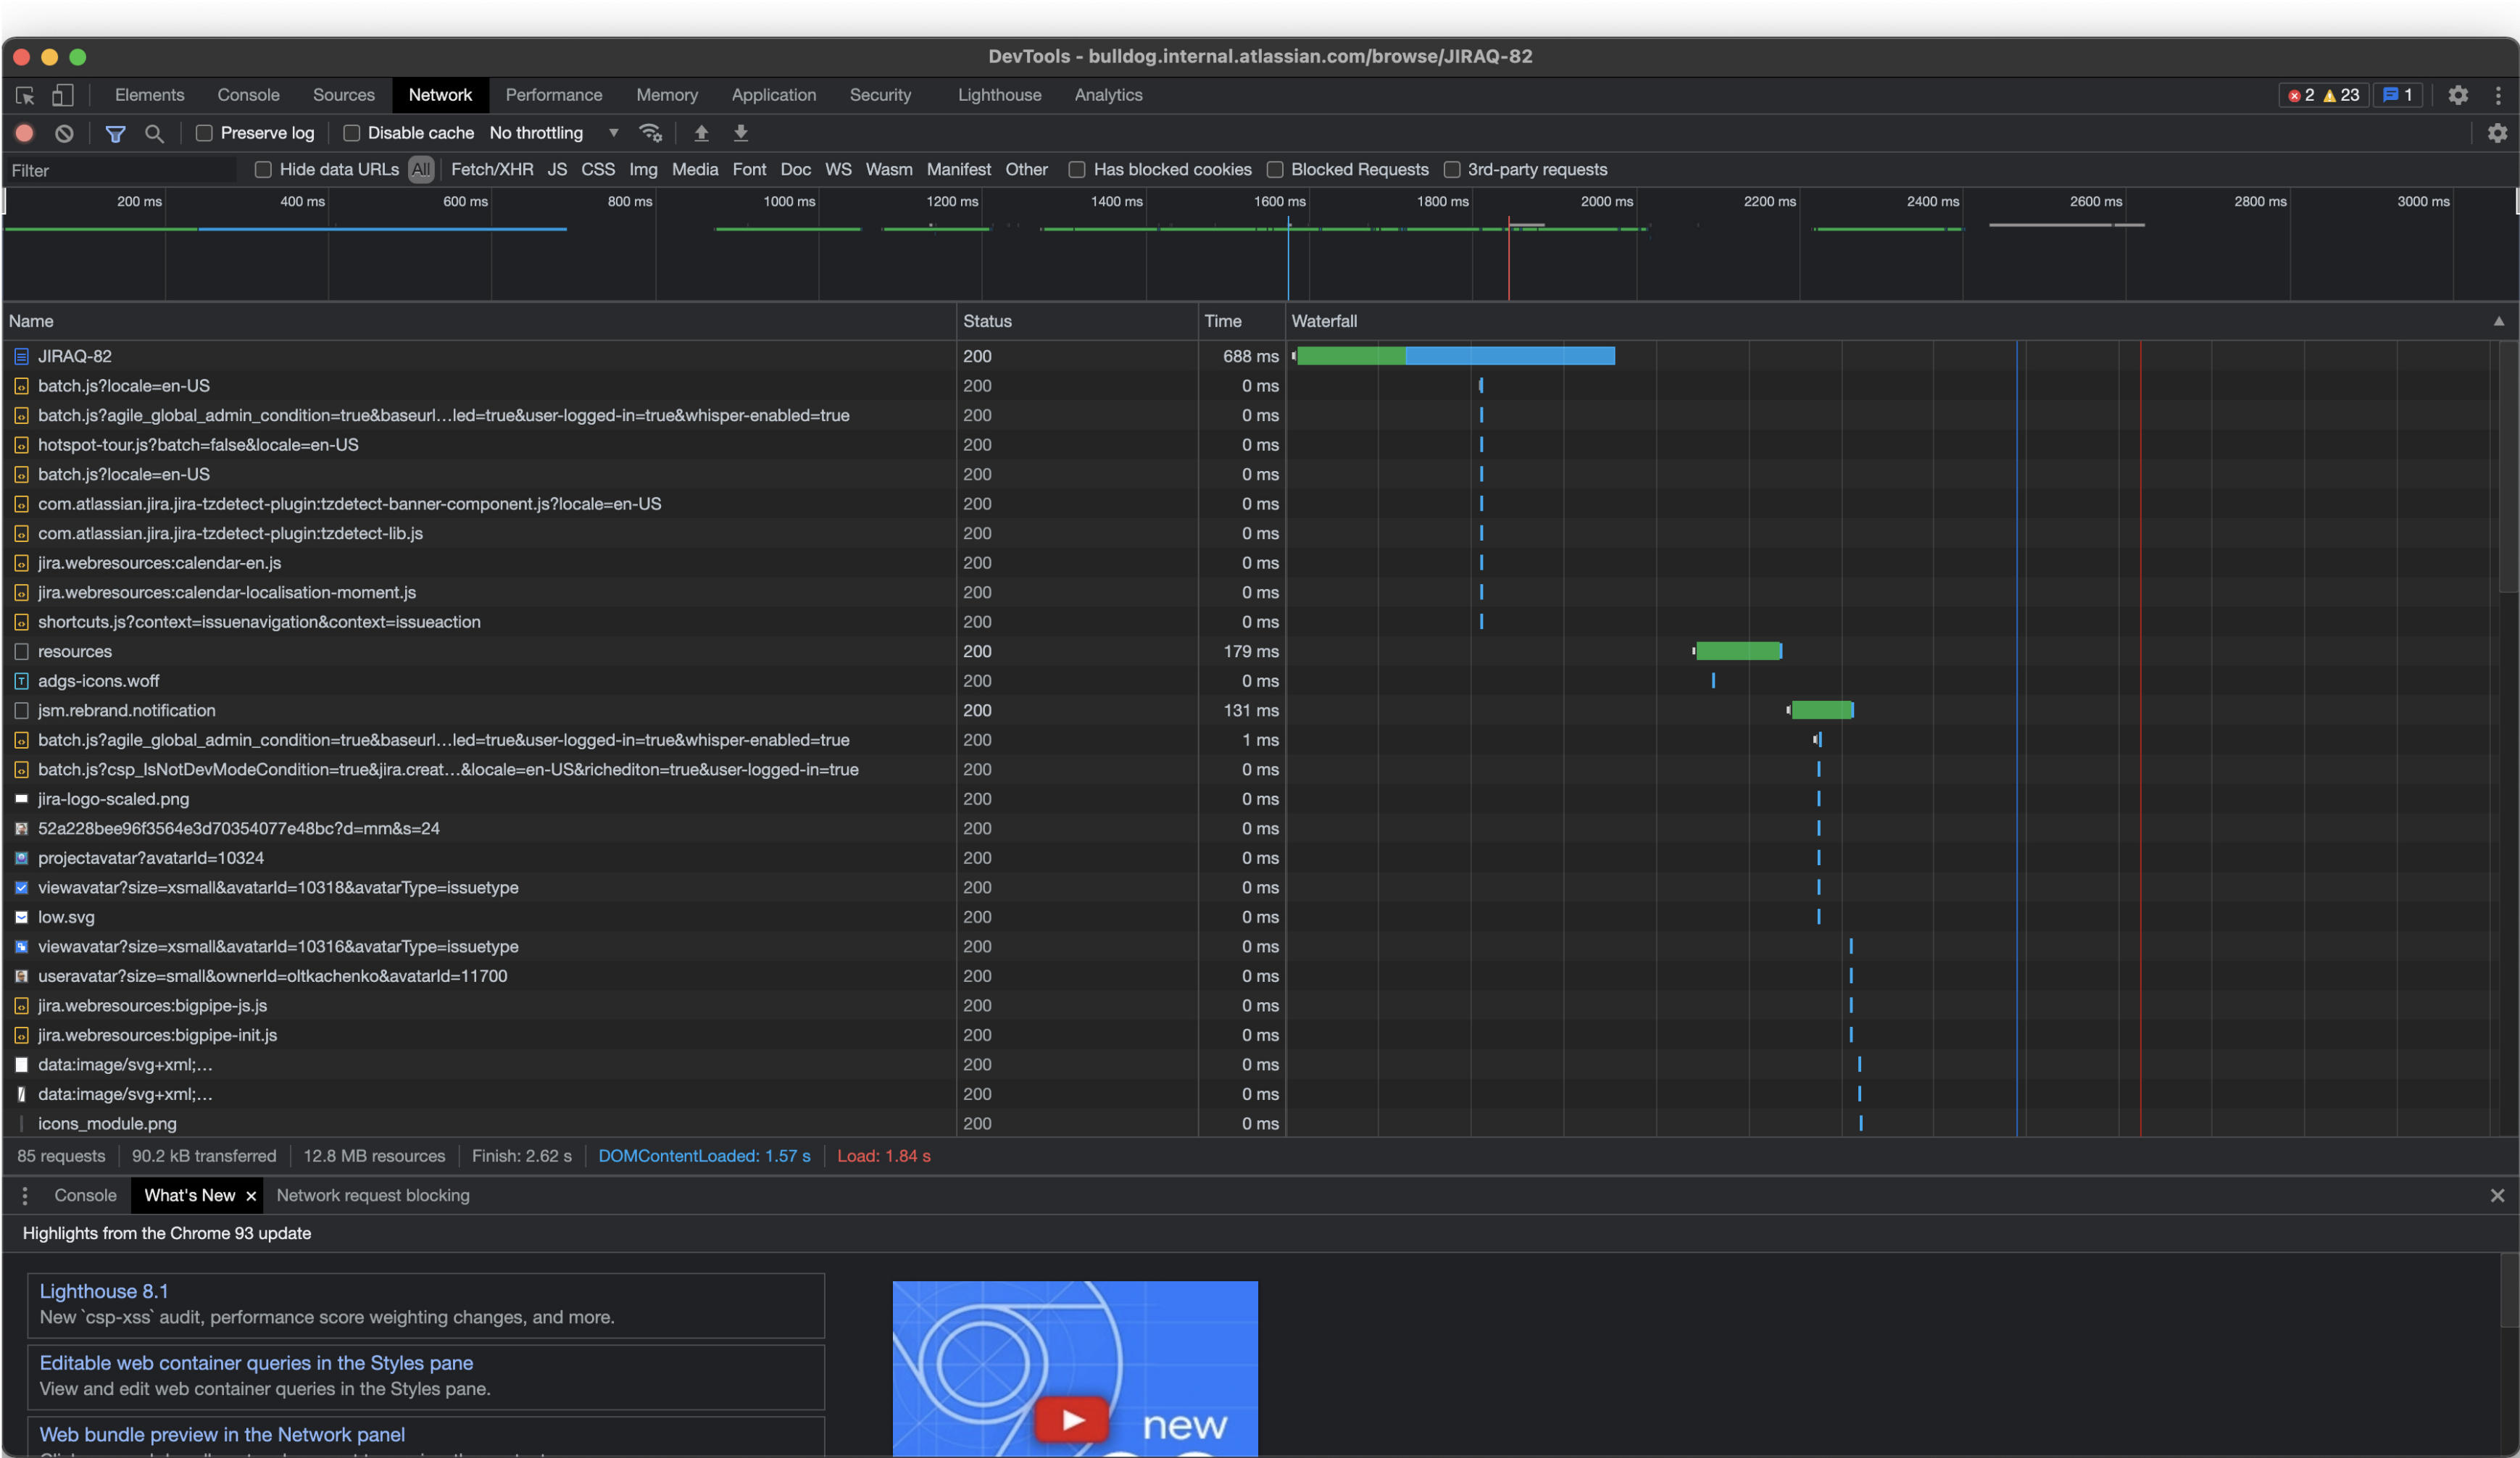 DevTools - bulldog.internal.atlassian.com/browse/JIRAQ-82
Elements Console Sources Network Performance Memory Application Security Lighthouse Analytics 2 23 1
Preserve log Disable cache No throttling
Filter Hide data URLs All Fetch/XHR JS CSS Img Media Font Doc WS Wasm Manifest Other Has blocked cookies Blocked Requests 3rd-party requests
200 ms 400 ms 600 ms 800 ms 1000 ms 1200 ms 1400 ms 1600 ms 1800 ms 2000 ms 2200 ms 2400 ms 2600 ms 2800 ms 3000 ms
Name Status Time Waterfall
JIRAQ-82 200 688 ms
batch.js?locale=en-US 200 0 ms
batch.js?agile_global_admin_condition=true&baseurl…led=true&user-logged-in=true&whisper-enabled=true 200 0 ms
hotspot-tour.js?batch=false&locale=en-US 200 0 ms
batch.js?locale=en-US 200 0 ms
com.atlassian.jira.jira-tzdetect-plugin:tzdetect-banner-component.js?locale=en-US 200 0 ms
com.atlassian.jira.jira-tzdetect-plugin:tzdetect-lib.js 200 0 ms
jira.webresources:calendar-en.js 200 0 ms
jira.webresources:calendar-localisation-moment.js 200 0 ms
shortcuts.js?context=issuenavigation&context=issueaction 200 0 ms
resources 200 179 ms
adgs-icons.woff 200 0 ms
jsm.rebrand.notification 200 131 ms
batch.js?agile_global_admin_condition=true&baseurl…led=true&user-logged-in=true&whisper-enabled=true 200 1 ms
batch.js?csp_IsNotDevModeCondition=true&jira.creat…&locale=en-US&richediton=true&user-logged-in=true 200 0 ms
jira-logo-scaled.png 200 0 ms
52a228bee96f3564e3d70354077e48bc?d=mm&s=24 200 0 ms
projectavatar?avatarId=10324 200 0 ms
viewavatar?size=xsmall&avatarId=10318&avatarType=issuetype 200 0 ms
low.svg 200 0 ms
viewavatar?size=xsmall&avatarId=10316&avatarType=issuetype 200 0 ms
useravatar?size=small&ownerId=oltkachenko&avatarId=11700 200 0 ms
jira.webresources:bigpipe-js.js 200 0 ms
jira.webresources:bigpipe-init.js 200 0 ms
data:image/svg+xml;… 200 0 ms
data:image/svg+xml;… 200 0 ms
icons_module.png 200 0 ms
85 requests 90.2 kB transferred 12.8 MB resources Finish: 2.62 s DOMContentLoaded: 1.57 s Load: 1.84 s
Console What's New Network request blocking
Highlights from the Chrome 93 update
Lighthouse 8.1
New `csp-xss` audit, performance score weighting changes, and more.
Editable web container queries in the Styles pane
View and edit web container queries in the Styles pane.
Web bundle preview in the Network panel
new